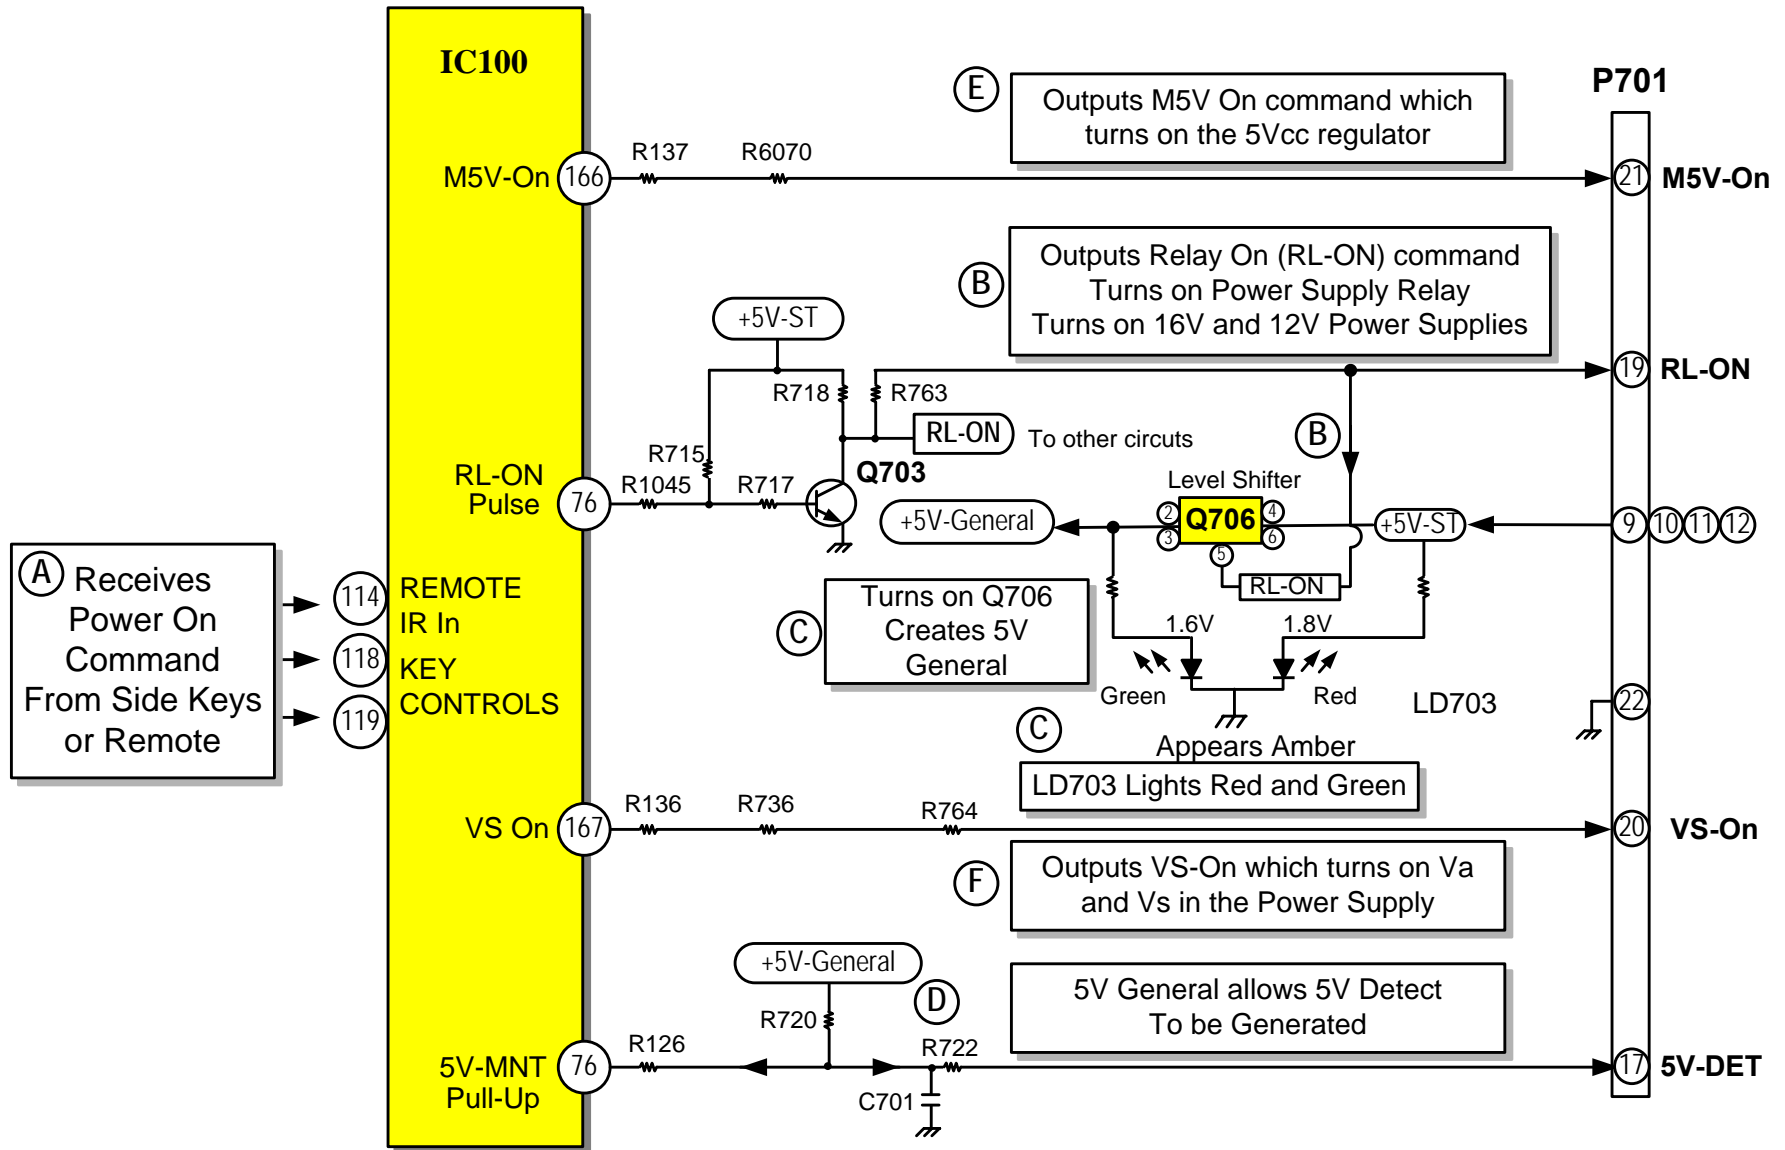 IC100
P701
E
Outputs M5V On command which
turns on the 5Vcc regulator
R137
R6070
M5V-On
166
21
M5V-On
B
Outputs Relay On (RL-ON) command
Turns on Power Supply Relay
Turns on 16V and 12V Power Supplies
+5V-ST
19
RL-ON
R718
R763
RL-ON
To other circuts
B
R715
Q703
RL-ON
Pulse
76
R1045
R717
Level Shifter
+5V-General
2
3
Q706
4
6
5
+5V-ST
9
10
11
12
RL-ON
A
Receives
Power On
Command
From Side Keys
or Remote
114
REMOTE
IR In
118
KEY
CONTROLS
119
C
Turns on Q706
Creates 5V
General
1.6V
1.8V
Green
Red
LD703
22
C
Appears Amber
LD703 Lights Red and Green
VS On
167
R136
R736
R764
20
VS-On
F
Outputs VS-On which turns on Va
and Vs in the Power Supply
+5V-General
D
5V General allows 5V Detect
To be Generated
R720
5V-MNT
Pull-Up
76
R126
R722
C701
17
5V-DET